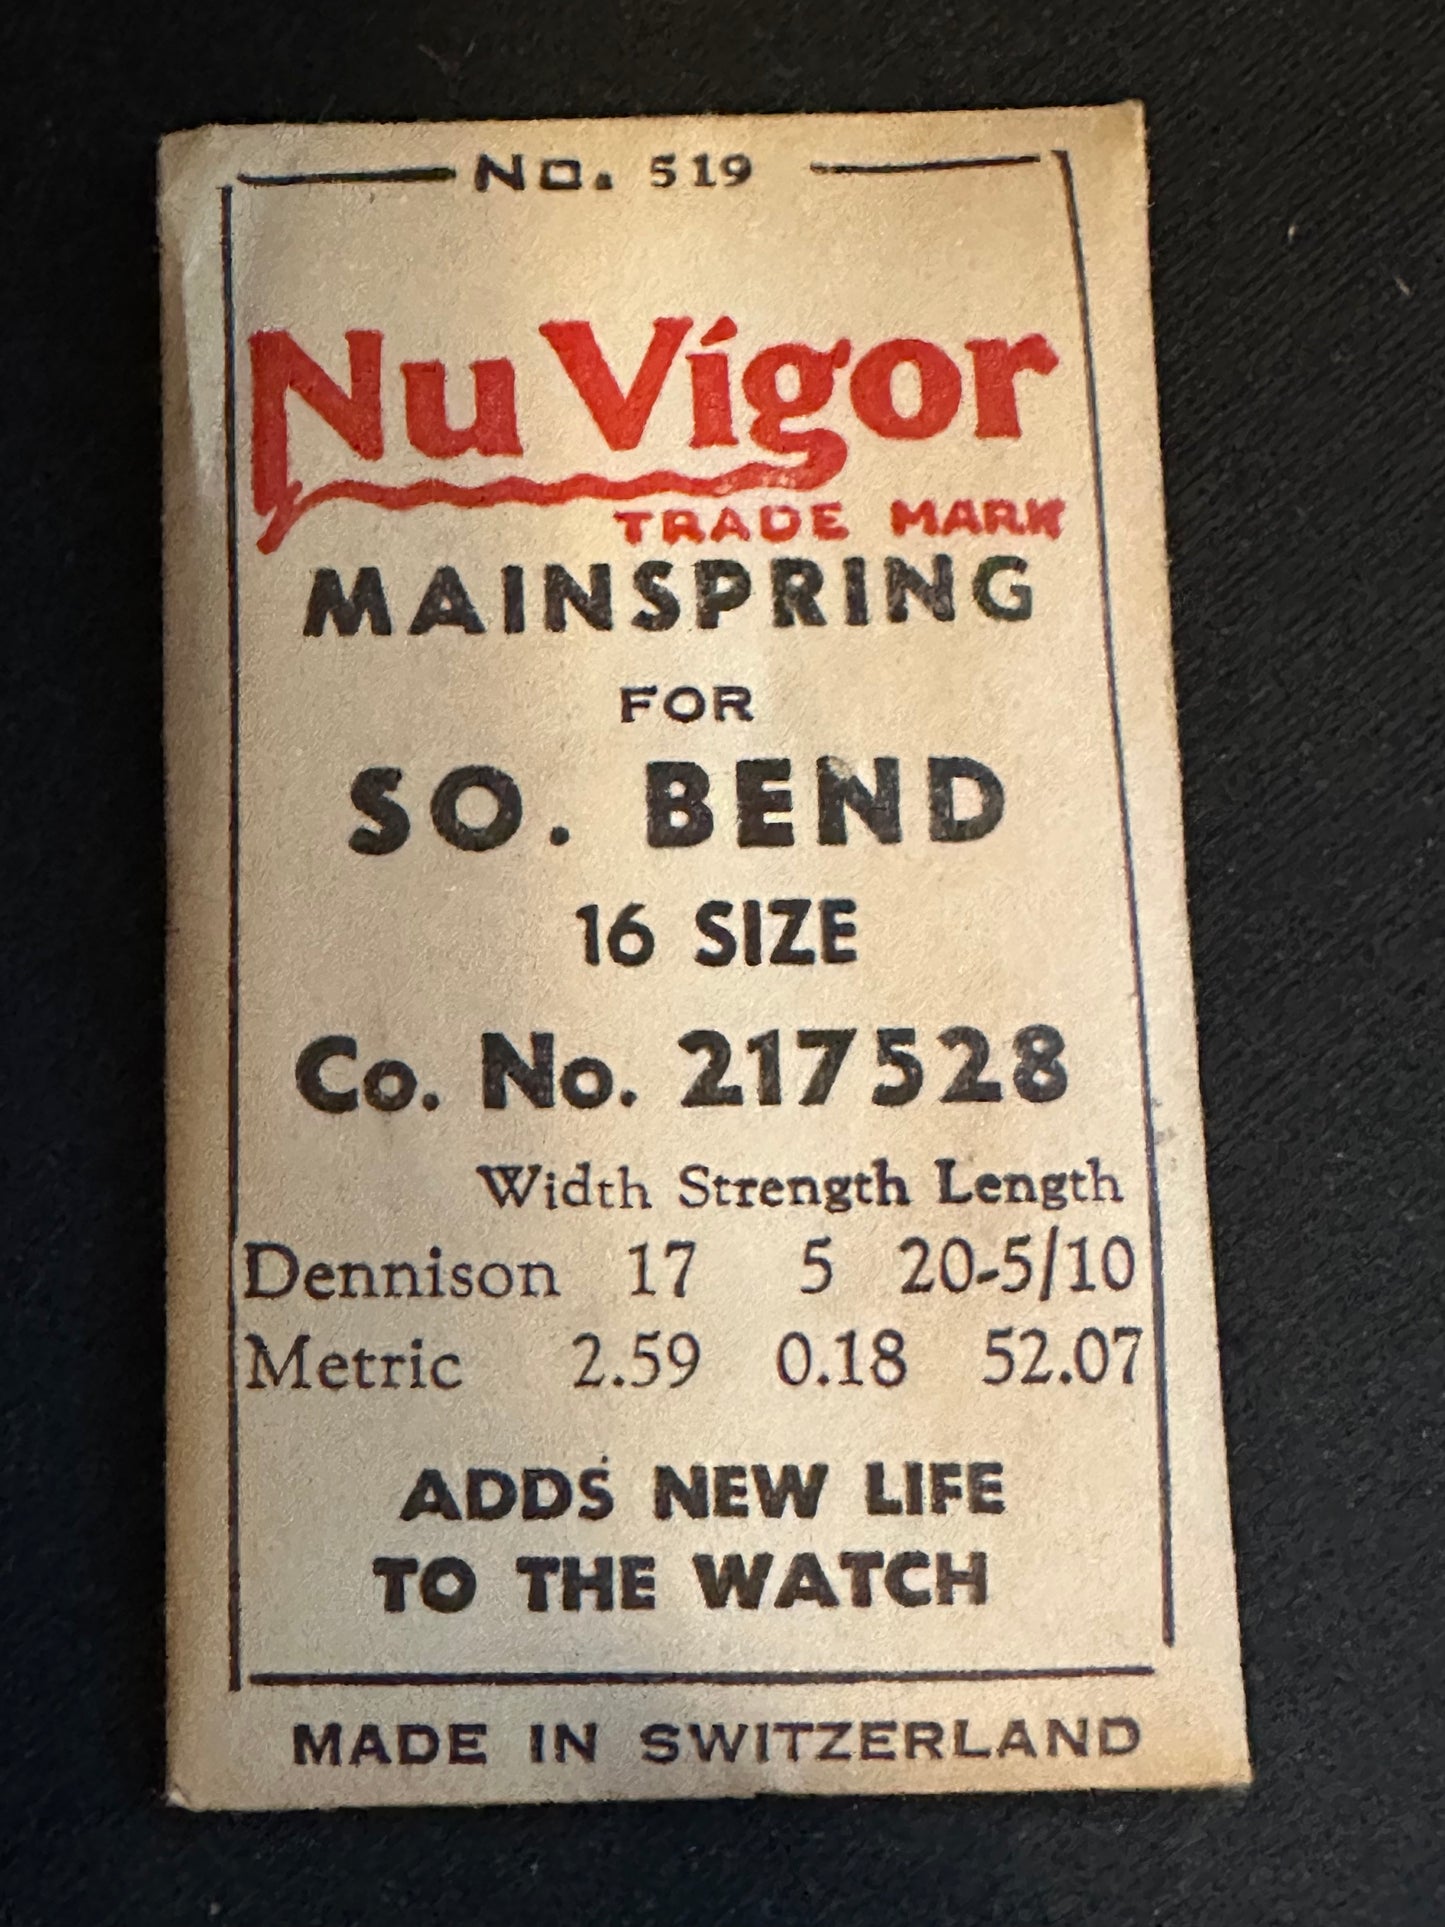 No. 519
Nu Vigor
TRADE MARK
MAINSPRING
FOR
SO. BEND
16 SIZE
Co. No. 217528
Width Strength Length
Dennison 17 5 20-5/10
Metric 2.59 0.18 52.07
ADDS NEW LIFE
TO THE WATCH
MADE IN SWITZERLAND